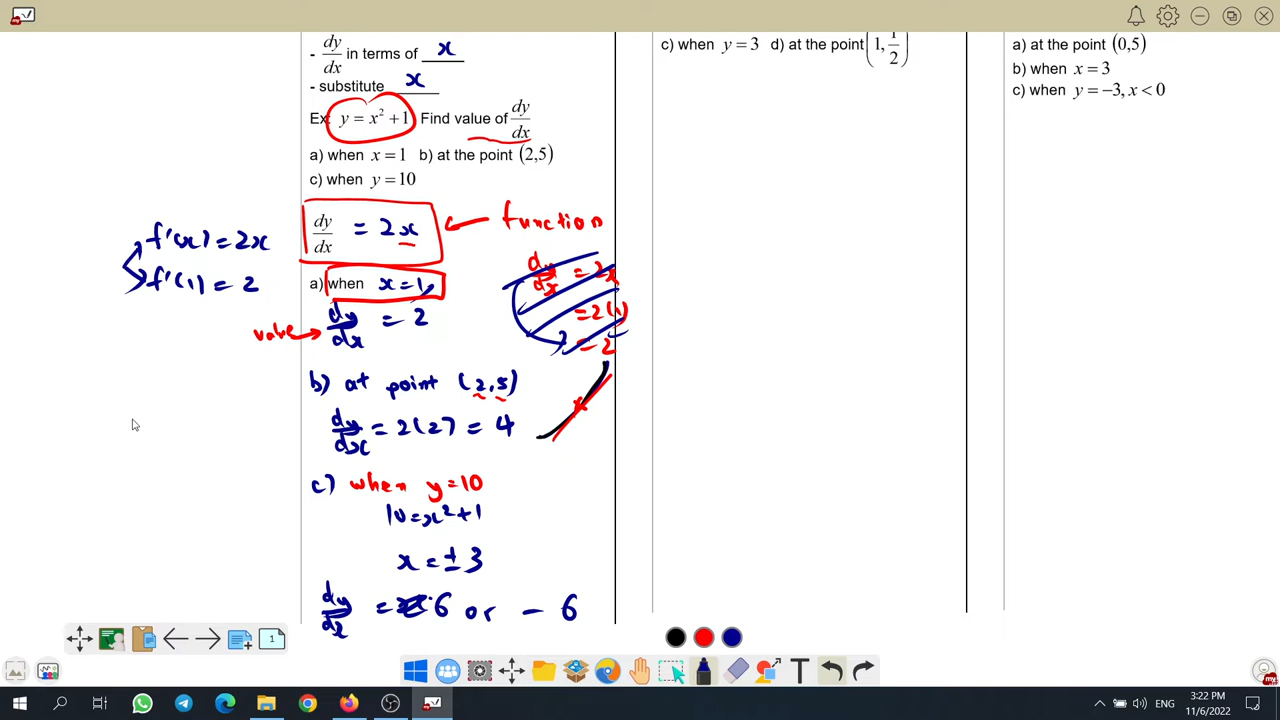 - dy/dx in terms of x
- substitute x
Ex: y = x² + 1 Find value of dy/dx
a) when x = 1 b) at the point (2,5)
c) when y = 10
dy/dx = 2x ← function
f'(x) = 2x
f'(1) = 2
a) when x = 1,
value → dy/dx = 2
dy/dx = 2x
= 2(1)
= 2
b) at point (2,5)
dy/dx = 2(2) = 4
c) when y = 10
10 = x² + 1
x = ± 3
dy/dx = 6 or - 6
c) when y = 3 d) at the point (1, 1/2)
a) at the point (0,5)
b) when x = 3
c) when y = −3, x < 0
1
T
my
my
ENG
3:22 PM
11/6/2022